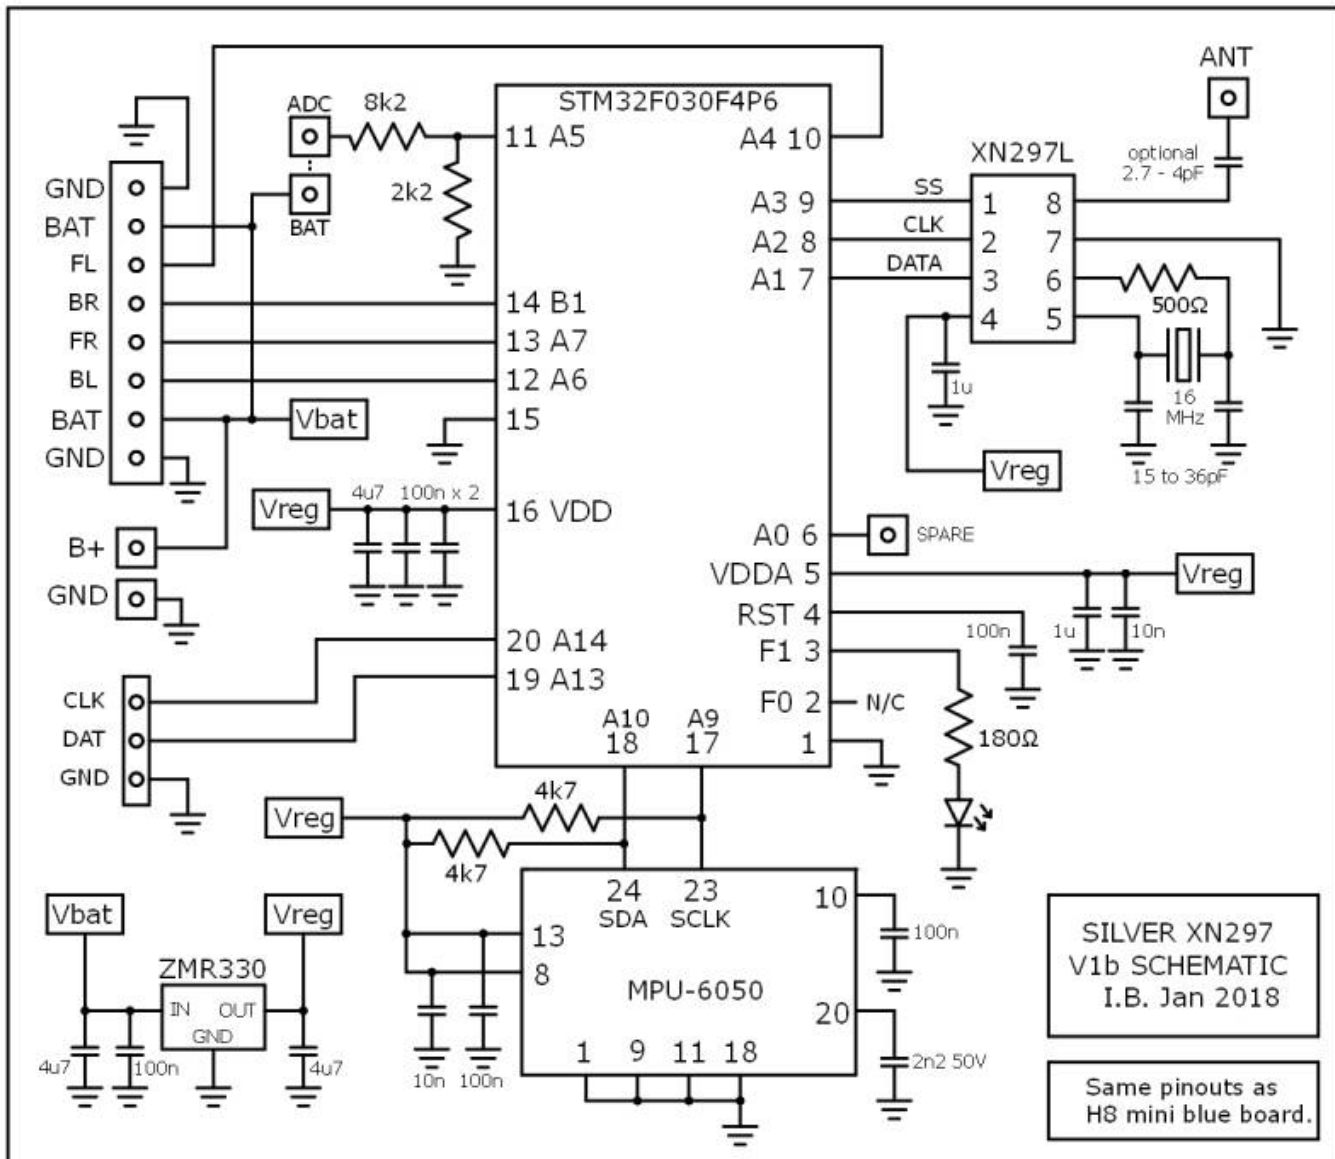 STM32F030F4P6
ANT
ADC
8k2
11 A5
A4 10
XN297L
optional
2.7 - 4pF
2k2
BAT
GND
BAT
FL
BR
FR
BL
BAT
GND
A3 9
SS
1
8
A2 8
CLK
2
7
A1 7
DATA
3
6
4
5
500Ω
14 B1
13 A7
12 A6
15
Vbat
1u
16
MHz
15 to 36pF
Vreg
Vreg
4u7
100n x 2
16 VDD
A0 6
SPARE
B+
GND
VDDA 5
Vreg
RST 4
100n
1u
10n
F1 3
20 A14
19 A13
F0 2
N/C
1
180Ω
CLK
DAT
GND
A10
18
A9
17
Vreg
4k7
4k7
24
SDA
23
SCLK
10
100n
13
8
MPU-6050
20
2n2 50V
1
9
11
18
10n
100n
Vbat
Vreg
ZMR330
IN
OUT
GND
4u7
100n
4u7
SILVER XN297
V1b SCHEMATIC
I.B. Jan 2018
Same pinouts as
H8 mini blue board.